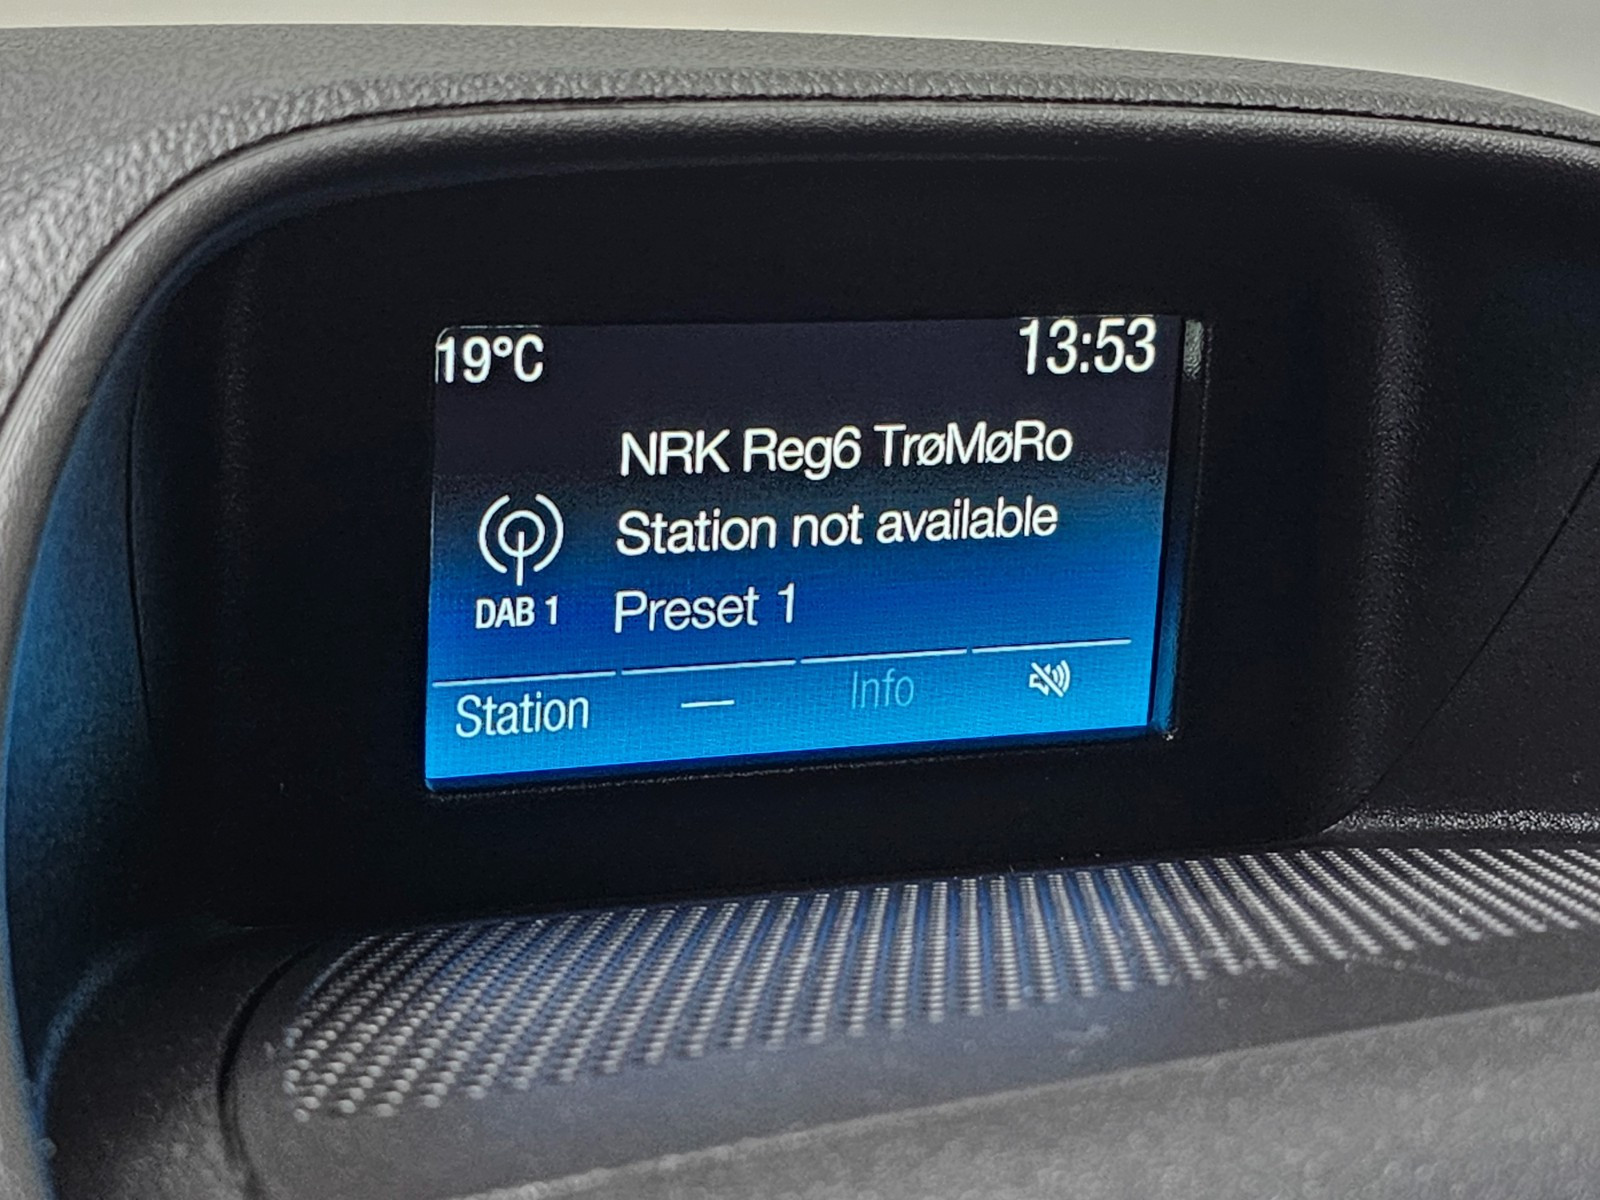 19°C 13:53
NRK Reg6 TrøMøRo
Station not available
DAB 1 Preset 1
Station — Info